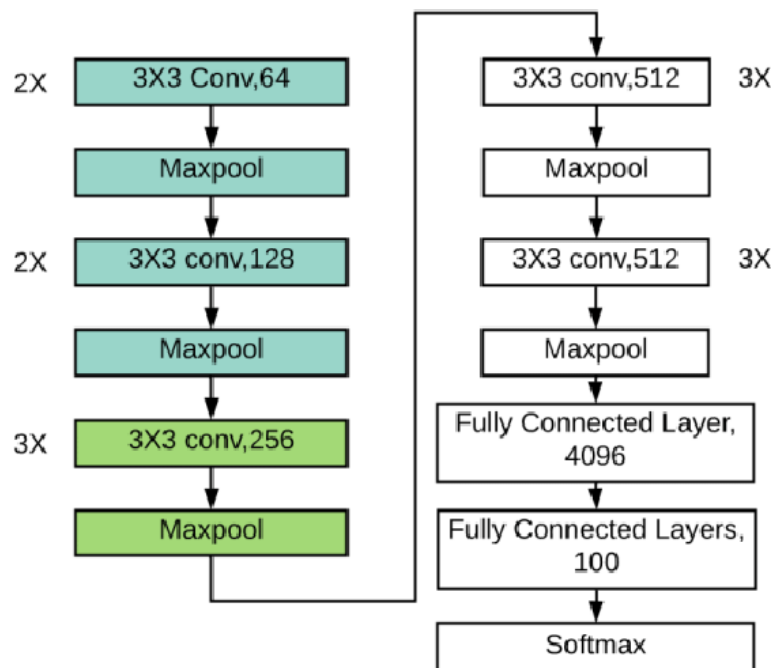 2X
3X3 Conv,64
Maxpool
2X
3X3 conv,128
Maxpool
3X
3X3 conv,256
Maxpool
3X3 conv,512
3X
Maxpool
3X3 conv,512
3X
Maxpool
Fully Connected Layer,
4096
Fully Connected Layers,
100
Softmax